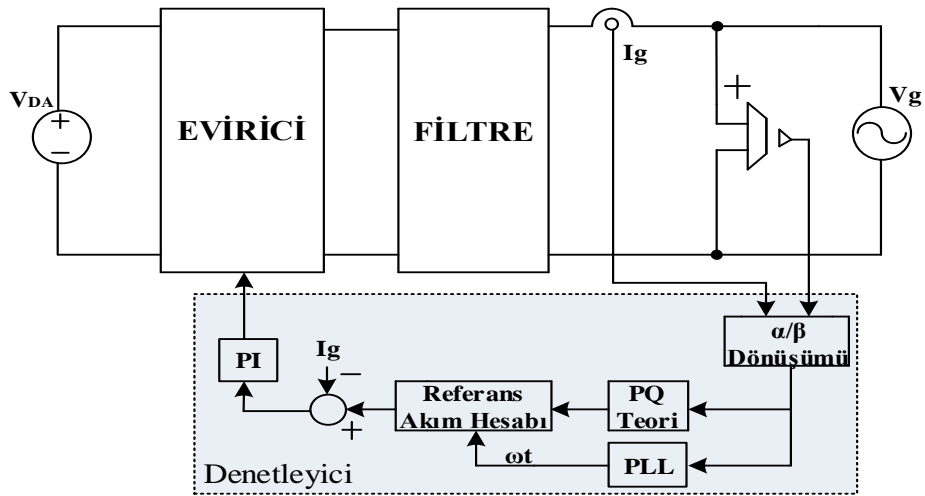 VDA
+
−
EVİRİCİ
FİLTRE
Ig
+
Vg
α/β
Dönüşümü
PI
Ig
−
+
Referans
Akım Hesabı
PQ
Teori
ωt
PLL
Denetleyici